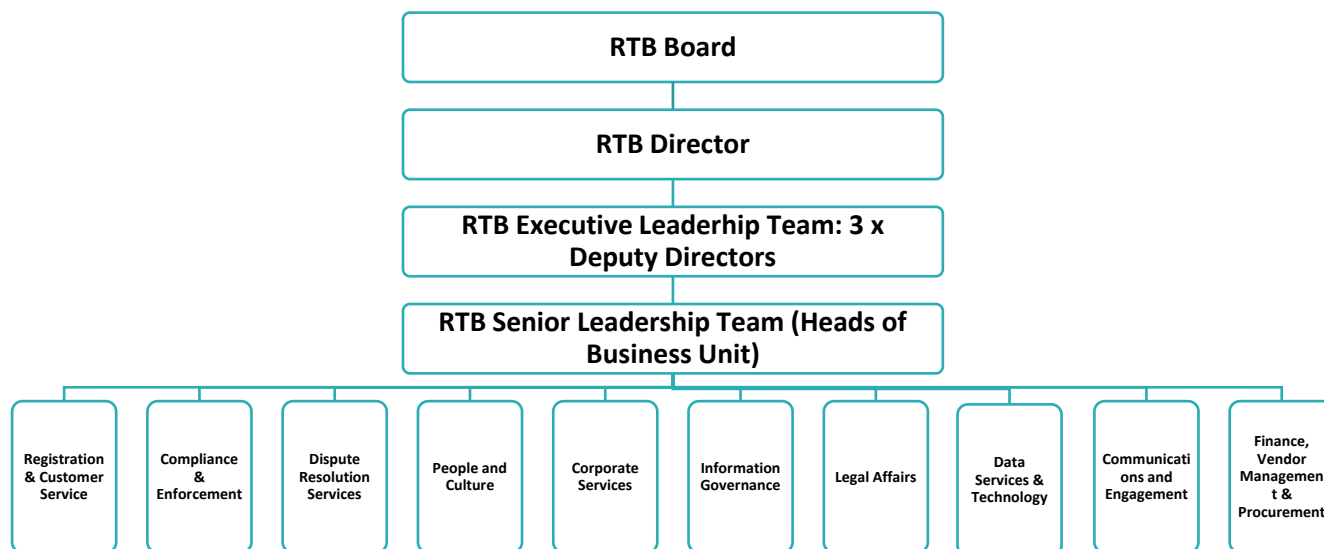 RTB Board
RTB Director
RTB Executive Leaderhip Team: 3 x
Deputy Directors
RTB Senior Leadership Team (Heads of
Business Unit)
Registration
& Customer
Service
Compliance
&
Enforcement
Dispute
Resolution
Services
People and
Culture
Corporate
Services
Information
Governance
Legal Affairs
Data
Services &
Technology
Communicati
ons and
Engagement
Finance,
Vendor
Managemen
t &
Procurement